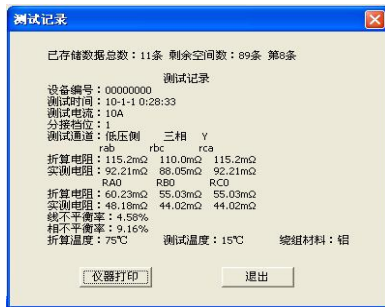 测试记录
已存储数据总数：11条 剩余空间数：89条 第8条
测试记录
设备编号：00000000
测试时间：10-1-1 0:28:33
测试电流：10A
分接档位：1
测试通道：低压侧 三相 Y
rab rbc rca
折算电阻：115.2mΩ 110.0mΩ 115.2mΩ
实测电阻：92.21mΩ 88.05mΩ 92.21mΩ
RA0 RB0 RC0
折算电阻：60.23mΩ 55.03mΩ 55.03mΩ
实测电阻：48.18mΩ 44.02mΩ 44.02mΩ
线不平衡率：4.58%
相不平衡率：9.16%
折算温度：75℃ 测试温度：15℃ 绕组材料：铝
仪器打印 退出